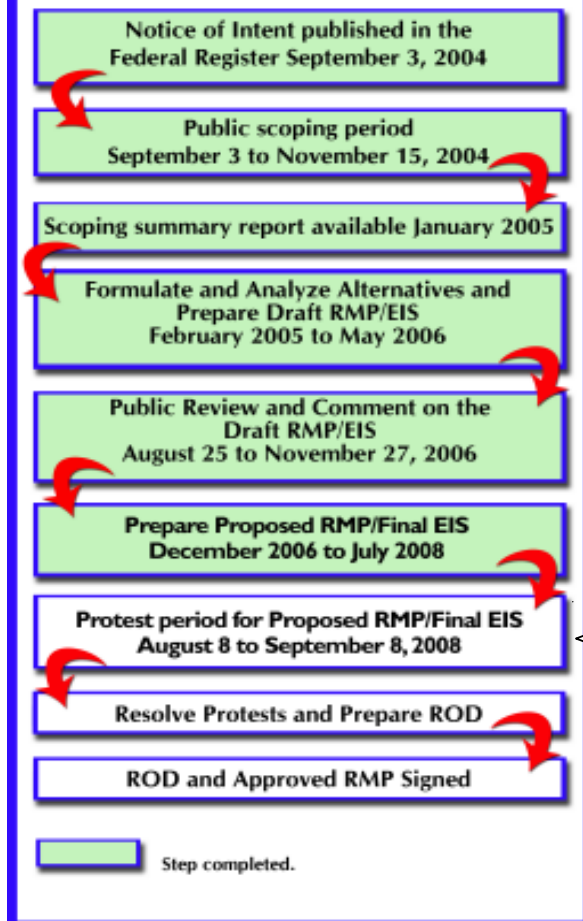 Notice of Intent published in the
Federal Register September 3, 2004
Public scoping period
September 3 to November 15, 2004
Scoping summary report available January 2005
Formulate and Analyze Alternatives and
Prepare Draft RMP/EIS
February 2005 to May 2006
Public Review and Comment on the
Draft RMP/EIS
August 25 to November 27, 2006
Prepare Proposed RMP/Final EIS
December 2006 to July 2008
Protest period for Proposed RMP/Final EIS
August 8 to September 8, 2008
Resolve Protests and Prepare ROD
ROD and Approved RMP Signed
Step completed.